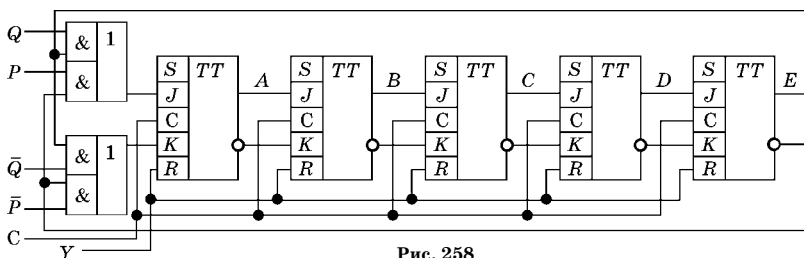 Q & 1
P &
S TT A S TT B S TT C S TT D S TT E
J J J J J
C C C C C
& 1 K K K K K
Q̄
& R R R R R
P̄
C
Y
Рис. 258